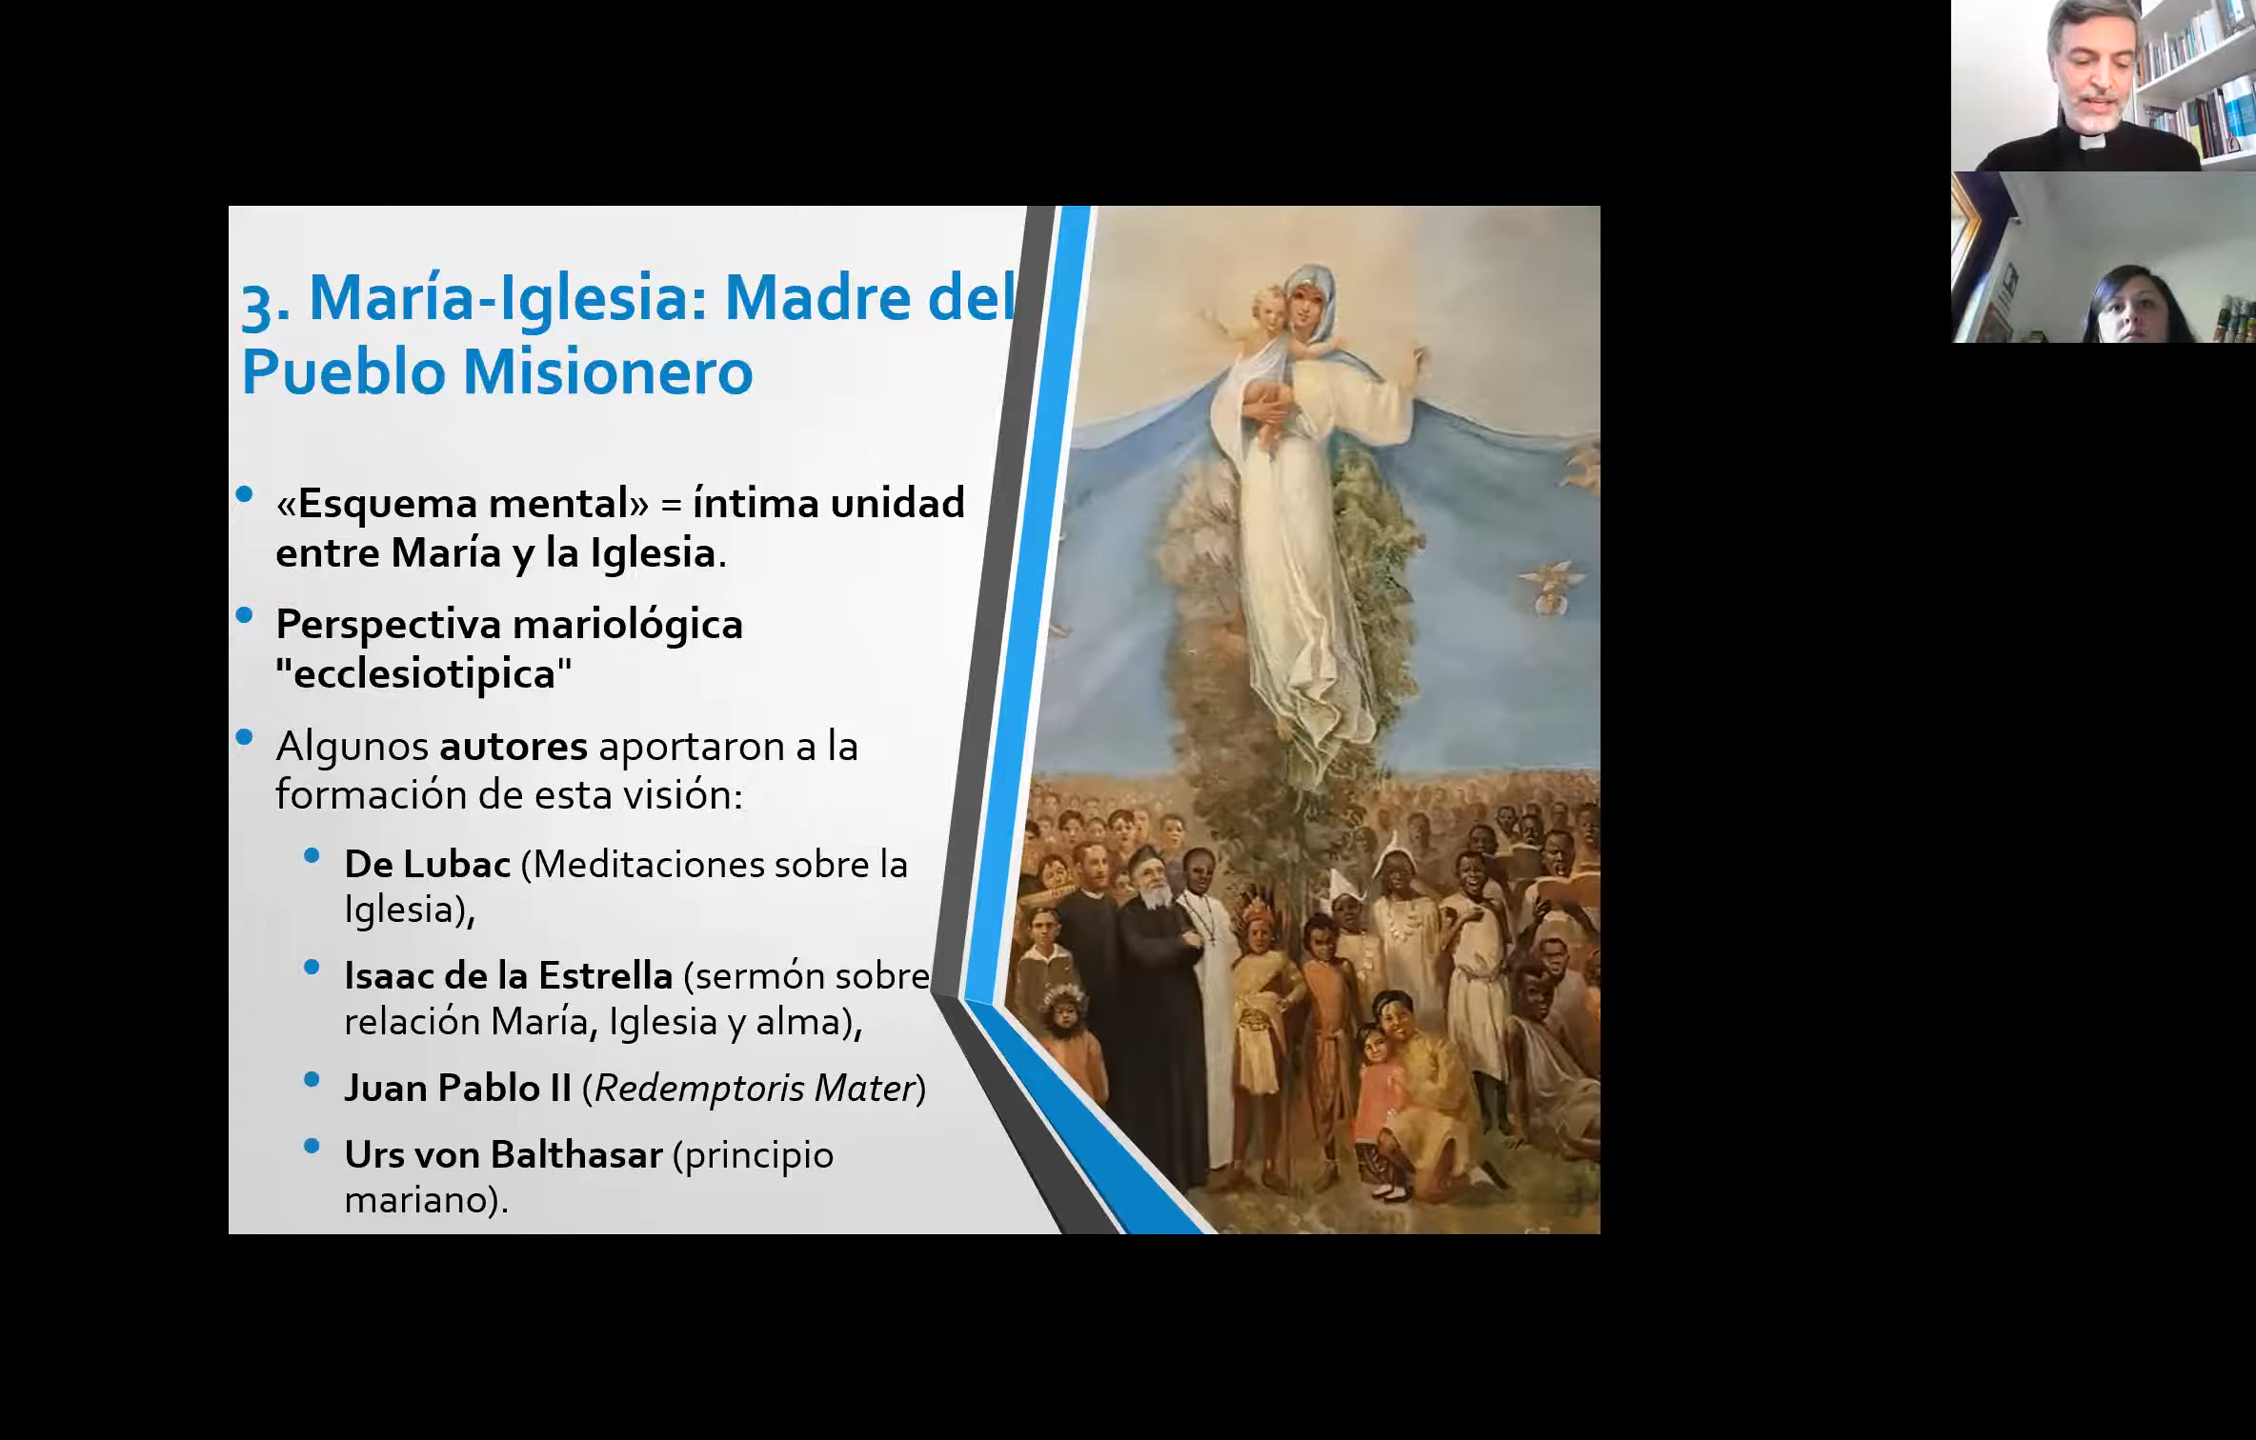 3. María-Iglesia: Madre del
Pueblo Misionero
• «Esquema mental» = íntima unidad
entre María y la Iglesia.
• Perspectiva mariológica
"ecclesiotipica"
• Algunos autores aportaron a la
formación de esta visión:
• De Lubac (Meditaciones sobre la
Iglesia),
• Isaac de la Estrella (sermón sobre
relación María, Iglesia y alma),
• Juan Pablo II (Redemptoris Mater)
• Urs von Balthasar (principio
mariano).